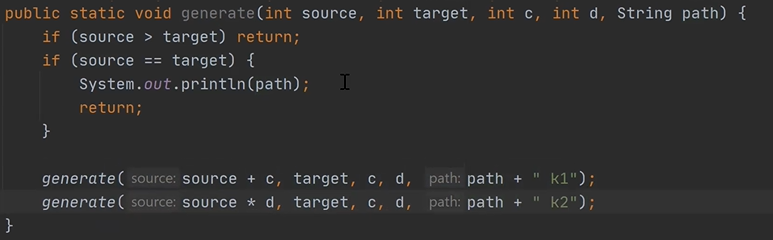 public static void generate(int source, int target, int c, int d, String path) {
if (source > target) return;
if (source == target) {
System.out.println(path);
return;
}
generate( source: source + c, target, c, d, path: path + " k1");
generate( source: source * d, target, c, d, path: path + " k2");
}